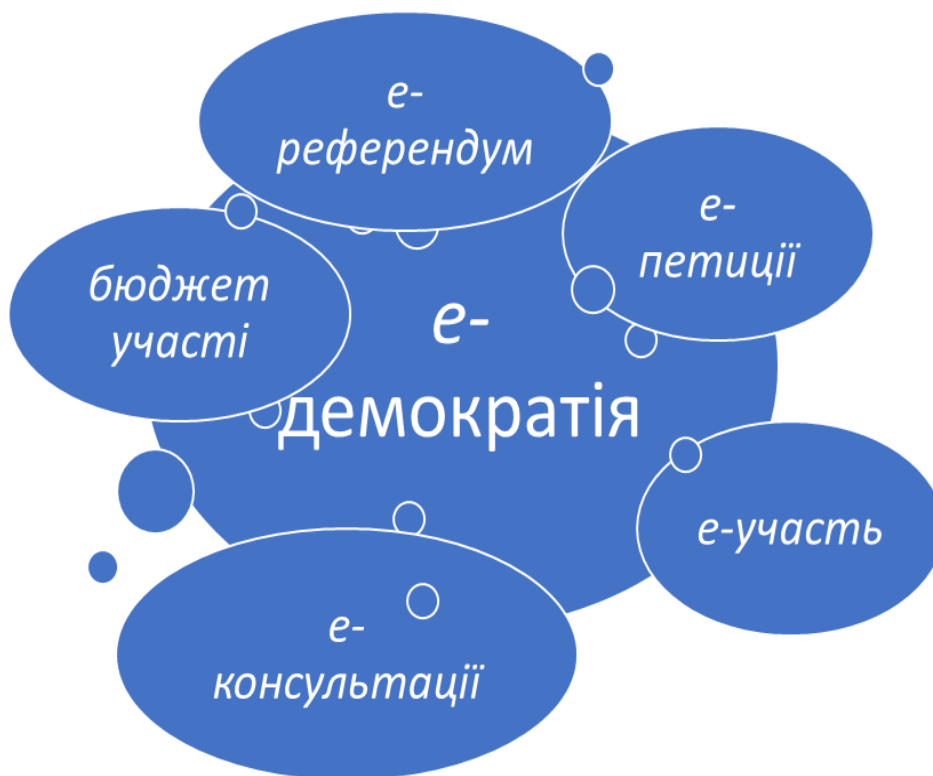 е-
референдум
е-
петиції
бюджет
участі
е-
демократія
е-участь
е-
консультації